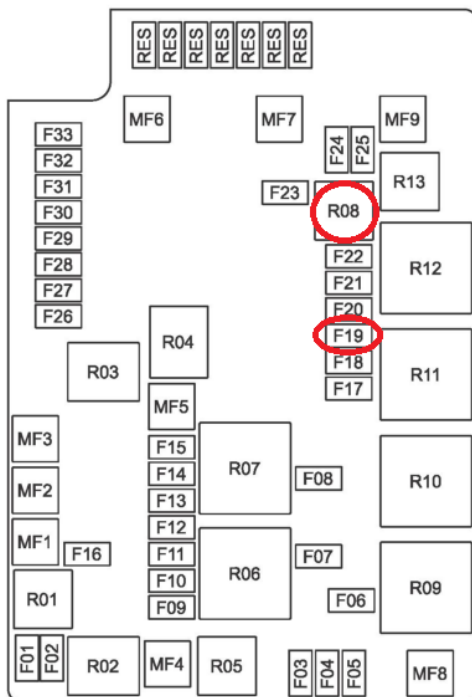 RES RES RES RES RES RES RES
MF6 MF7 MF9
F33
F32
F31
F30
F29
F28
F27
F26
F24 F25
F23
R13
R08
F22
F21
F20
F19
F18
F17
R12
R11
R04
R03
MF5
MF3
MF2
MF1
F15
F14
F13
F12
F11
F10
F09
R07
F08
R10
F16
R06
F07
R01
F06
R09
F01 F02
R02
MF4
R05
F03 F04 F05
MF8